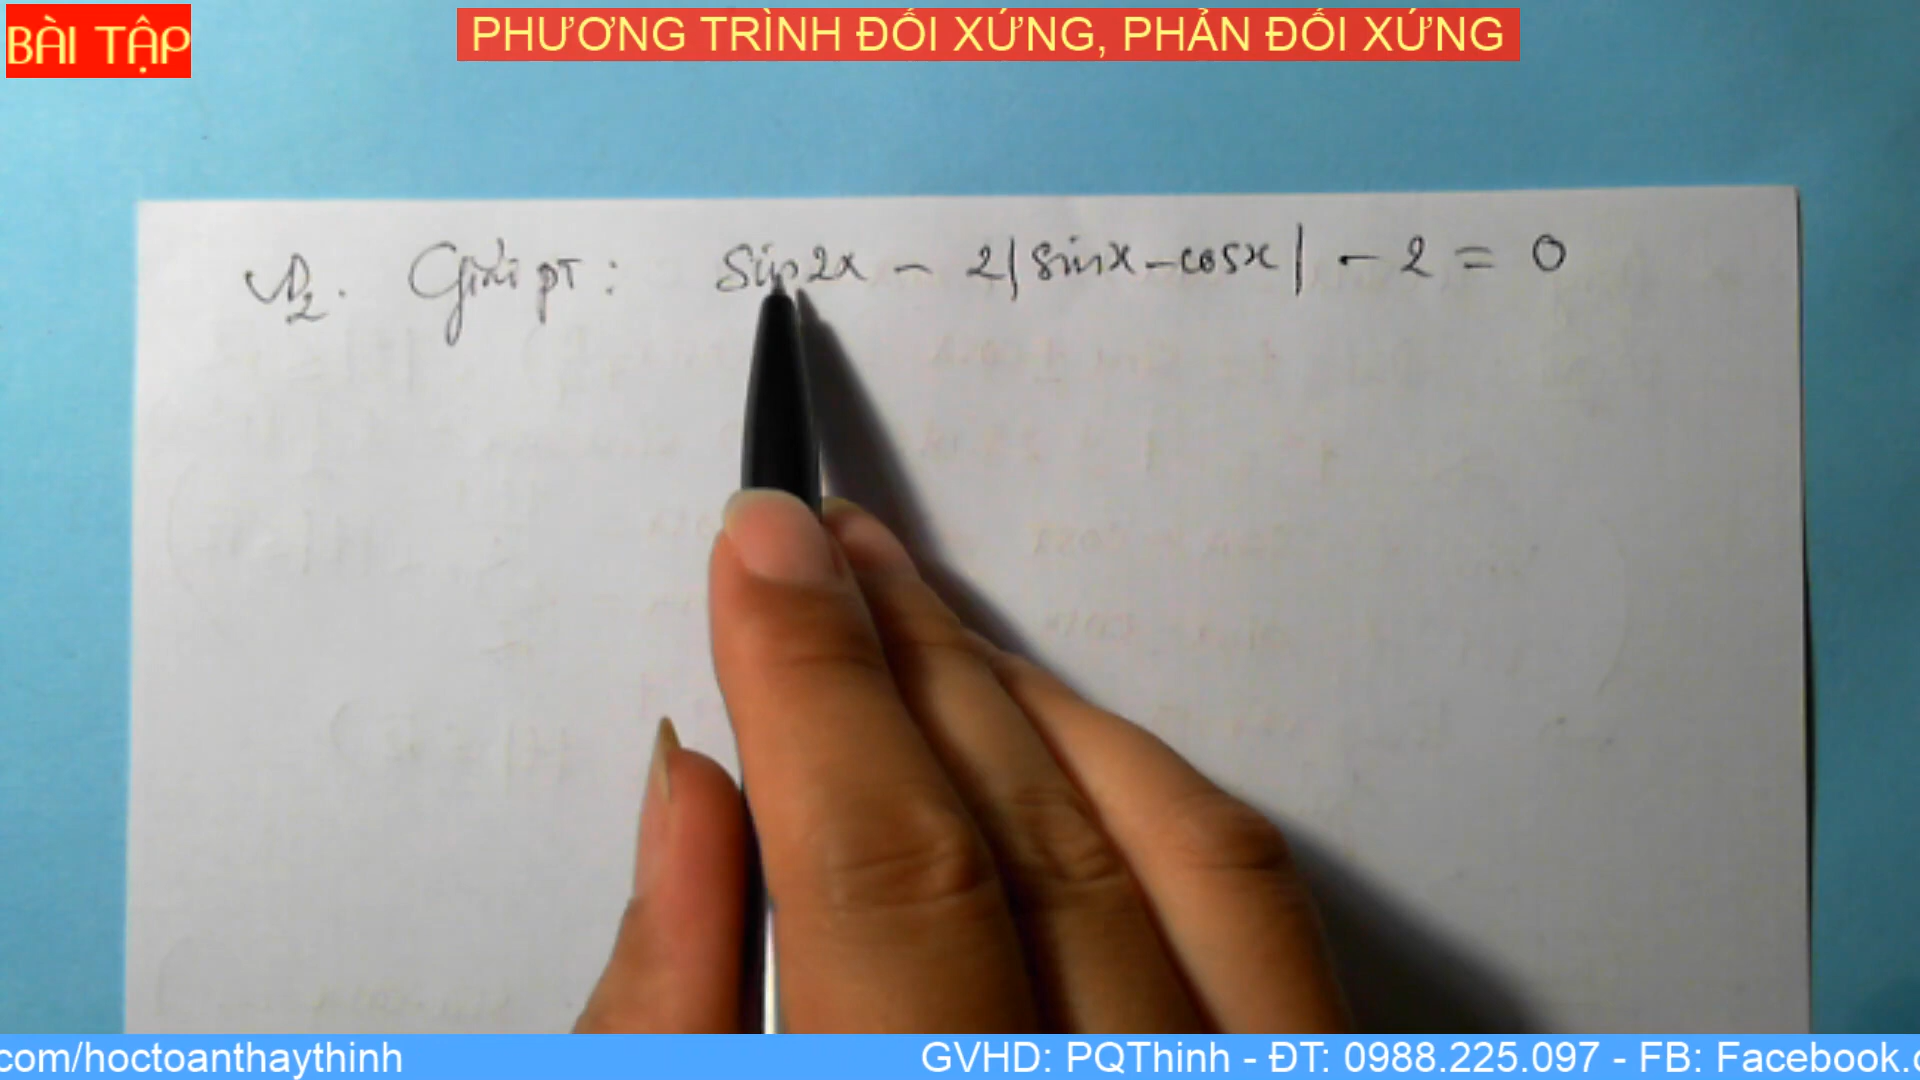 BÀI TẬP
PHƯƠNG TRÌNH ĐỐI XỨNG, PHẢN ĐỐI XỨNG
VD2. Giải pt: Sin2x - 2|sinx - cosx| - 2 = 0
com/hoctoanthaythinh
GVHD: PQThinh - ĐT: 0988.225.097 - FB: Facebook.c